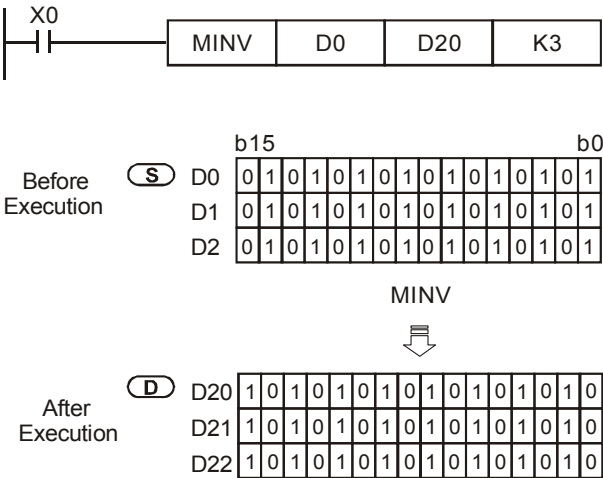 X0
MINV D0 D20 K3
b15 b0
Before Execution
S D0 0 1 0 1 0 1 0 1 0 1 0 1 0 1 0 1
D1 0 1 0 1 0 1 0 1 0 1 0 1 0 1 0 1
D2 0 1 0 1 0 1 0 1 0 1 0 1 0 1 0 1
MINV
After Execution
D D20 1 0 1 0 1 0 1 0 1 0 1 0 1 0 1 0
D21 1 0 1 0 1 0 1 0 1 0 1 0 1 0 1 0
D22 1 0 1 0 1 0 1 0 1 0 1 0 1 0 1 0